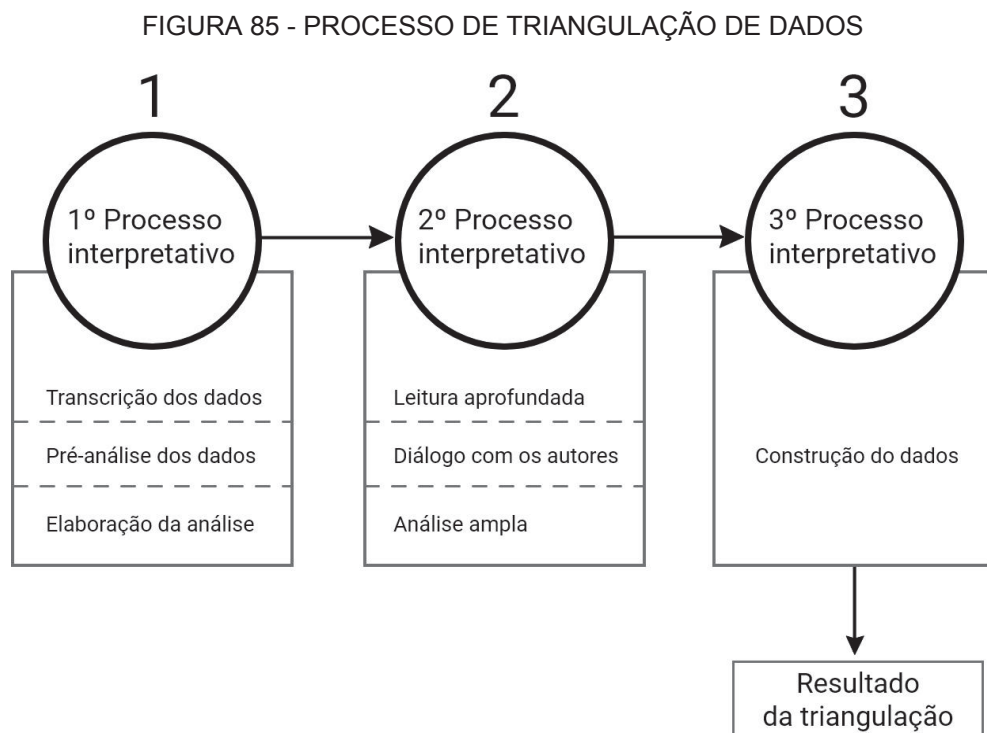 FIGURA 85 - PROCESSO DE TRIANGULAÇÃO DE DADOS
1
1º Processo
interpretativo
Transcrição dos dados
Pré-análise dos dados
Elaboração da análise
2
2º Processo
interpretativo
Leitura aprofundada
Diálogo com os autores
Análise ampla
3
3º Processo
interpretativo
Construção do dados
Resultado
da triangulação